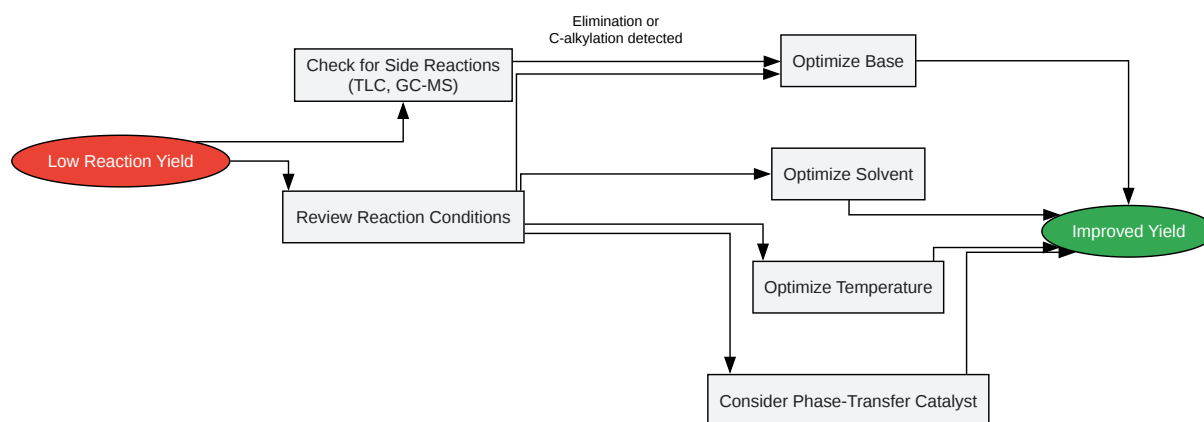 Elimination or
C-alkylation detected
Check for Side Reactions
(TLC, GC-MS)
Optimize Base
Low Reaction Yield
Optimize Solvent
Review Reaction Conditions
Improved Yield
Optimize Temperature
Consider Phase-Transfer Catalyst